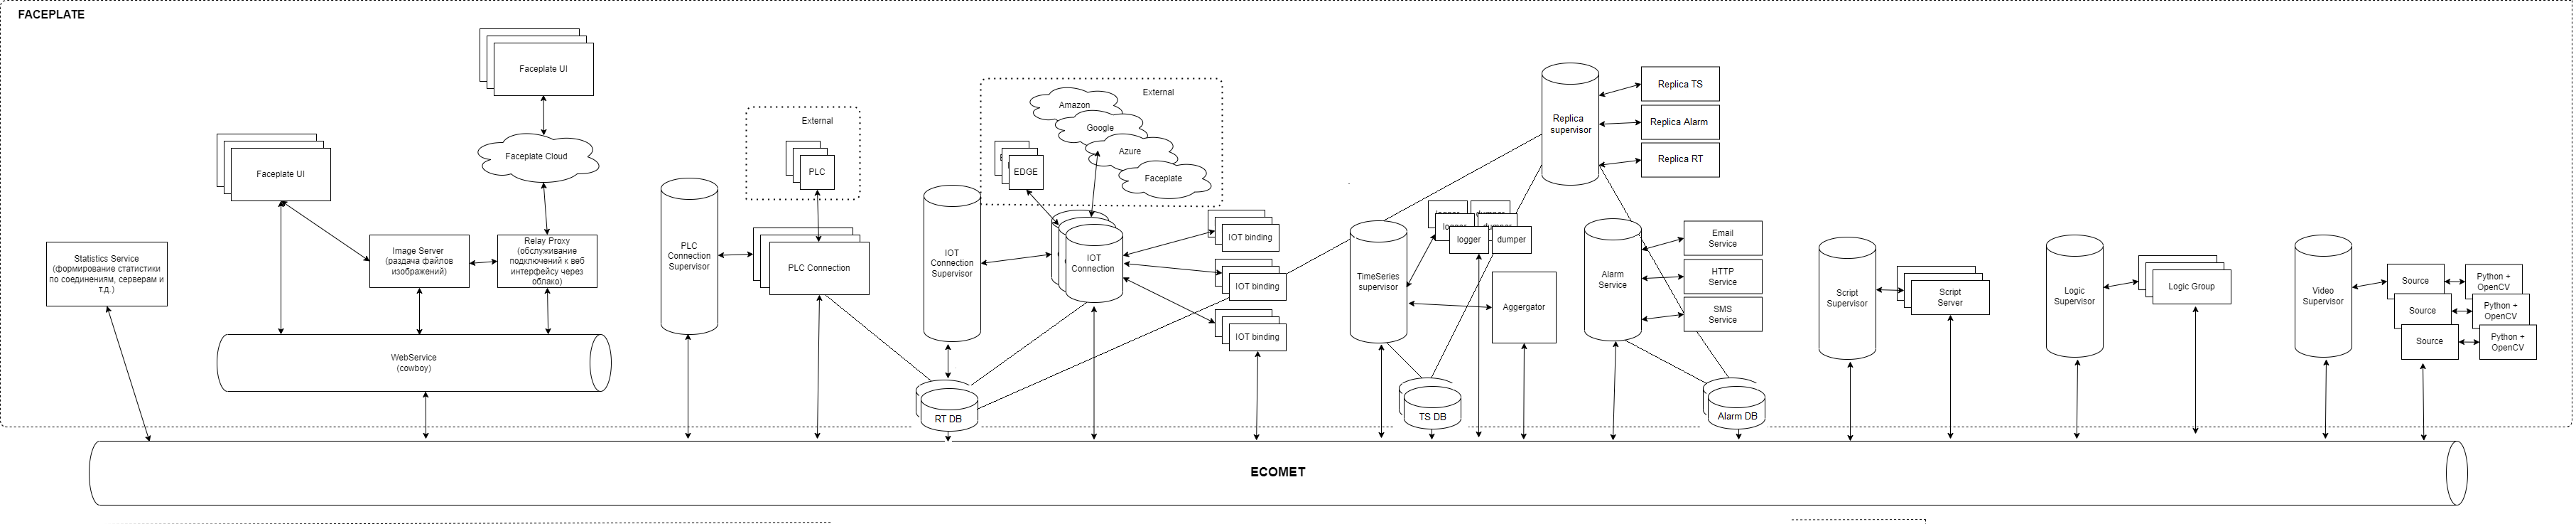 FACEPLATE
Faceplate UI
Faceplate Cloud
Faceplate UI
Statistics Service
(формирование статистики
по соединениям, серверам и
т.д.)
Image Server
(раздача файлов
изображений)
Relay Proxy
(обслуживание
подключений к веб
интерфейсу через
облако)
WebService
(cowboy)
PLC
Connection
Supervisor
External
PLC
PLC Connection
IOT
Connection
Supervisor
External
Amazon
Google
Azure
Faceplate
EDGE
IOT
Connection
IOT binding
IOT binding
IOT binding
RT DB
TimeSeries
supervisor
logger
dumper
Aggergator
TS DB
Replica
supervisor
Replica TS
Replica Alarm
Replica RT
Alarm
Service
Email
Service
HTTP
Service
SMS
Service
Alarm DB
Script
Supervisor
Script
Server
Logic
Supervisor
Logic Group
Video
Supervisor
Source
Python +
OpenCV
Source
Python +
OpenCV
Source
Python +
OpenCV
ECOMET